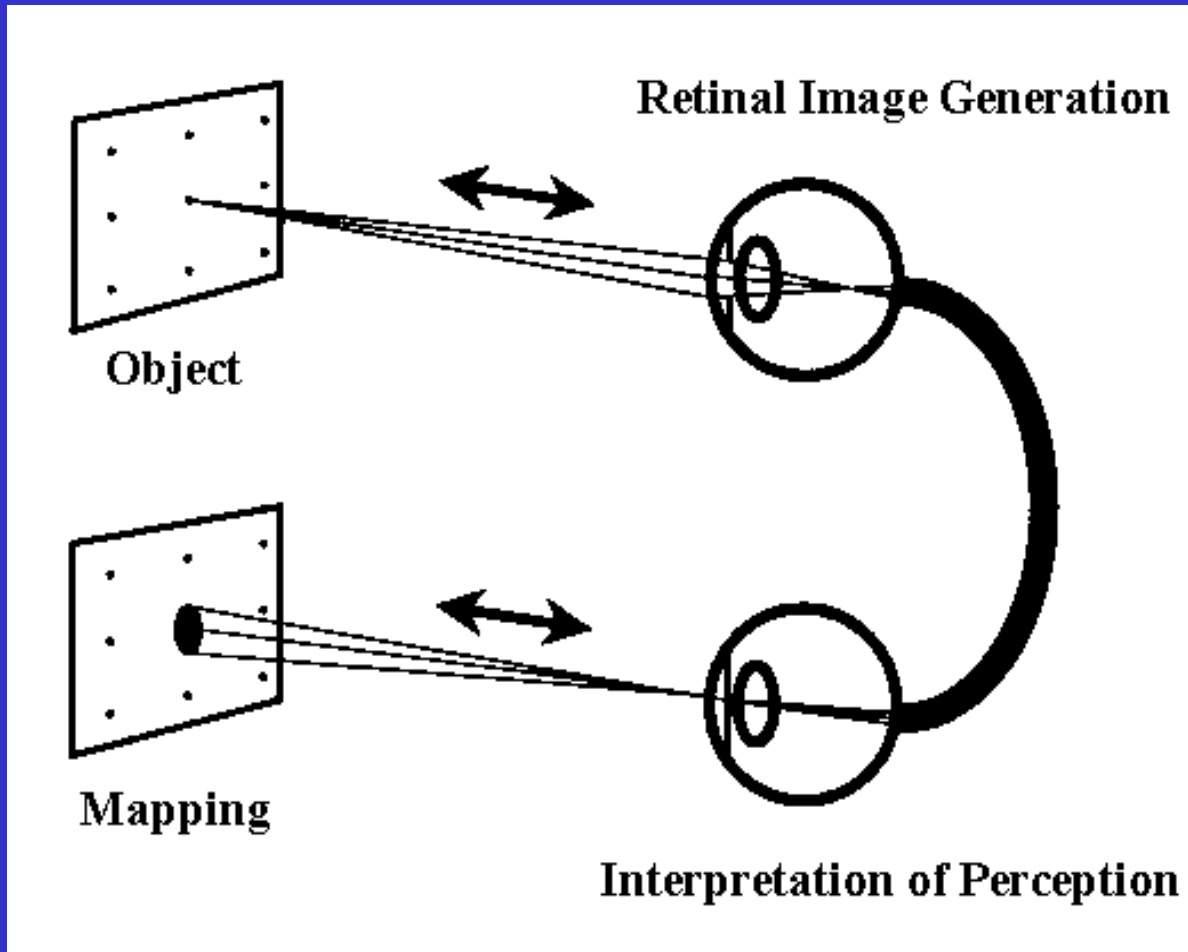 Retinal Image Generation
Object
Mapping
Interpretation of Perception